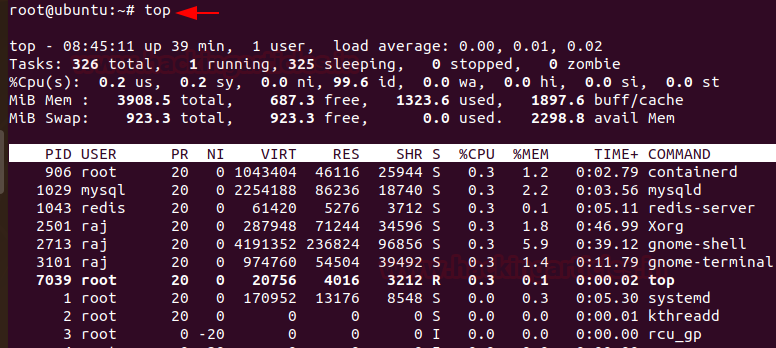 root@ubuntu:~# top
top - 08:45:11 up 39 min,  1 user,  load average: 0.00, 0.01, 0.02
Tasks: 326 total,   1 running, 325 sleeping,   0 stopped,   0 zombie
%Cpu(s):  0.2 us,  0.2 sy,  0.0 ni, 99.6 id,  0.0 wa,  0.0 hi,  0.0 si,  0.0 st
MiB Mem :   3908.5 total,    687.3 free,   1323.6 used,   1897.6 buff/cache
MiB Swap:    923.3 total,    923.3 free,      0.0 used.   2298.8 avail Mem
PID USER      PR  NI    VIRT    RES    SHR S  %CPU  %MEM     TIME+ COMMAND
906 root      20   0 1043404  46116  25944 S   0.3   1.2   0:02.79 containerd
1029 mysql     20   0 2254188  86236  18740 S   0.3   2.2   0:03.56 mysqld
1043 redis     20   0   61420   5276   3712 S   0.3   0.1   0:05.11 redis-server
2501 raj       20   0  287948  71244  34596 S   0.3   1.8   0:46.99 Xorg
2713 raj       20   0 4191352 236824  96856 S   0.3   5.9   0:39.12 gnome-shell
3101 raj       20   0  974760  54504  39492 S   0.3   1.4   0:11.79 gnome-terminal
7039 root      20   0   20756   4016   3212 R   0.3   0.1   0:00.02 top
1 root      20   0  170952  13176   8548 S   0.0   0.3   0:05.30 systemd
2 root      20   0       0      0      0 S   0.0   0.0   0:00.01 kthreadd
3 root       0 -20       0      0      0 I   0.0   0.0   0:00.00 rcu_gp